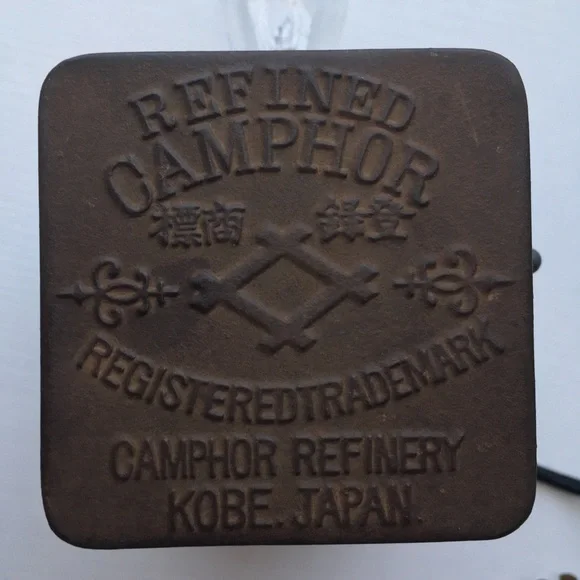 REFINED
CAMPHOR
標商 録登
REGISTEREDTRADEMARK
CAMPHOR REFINERY
KOBE. JAPAN.